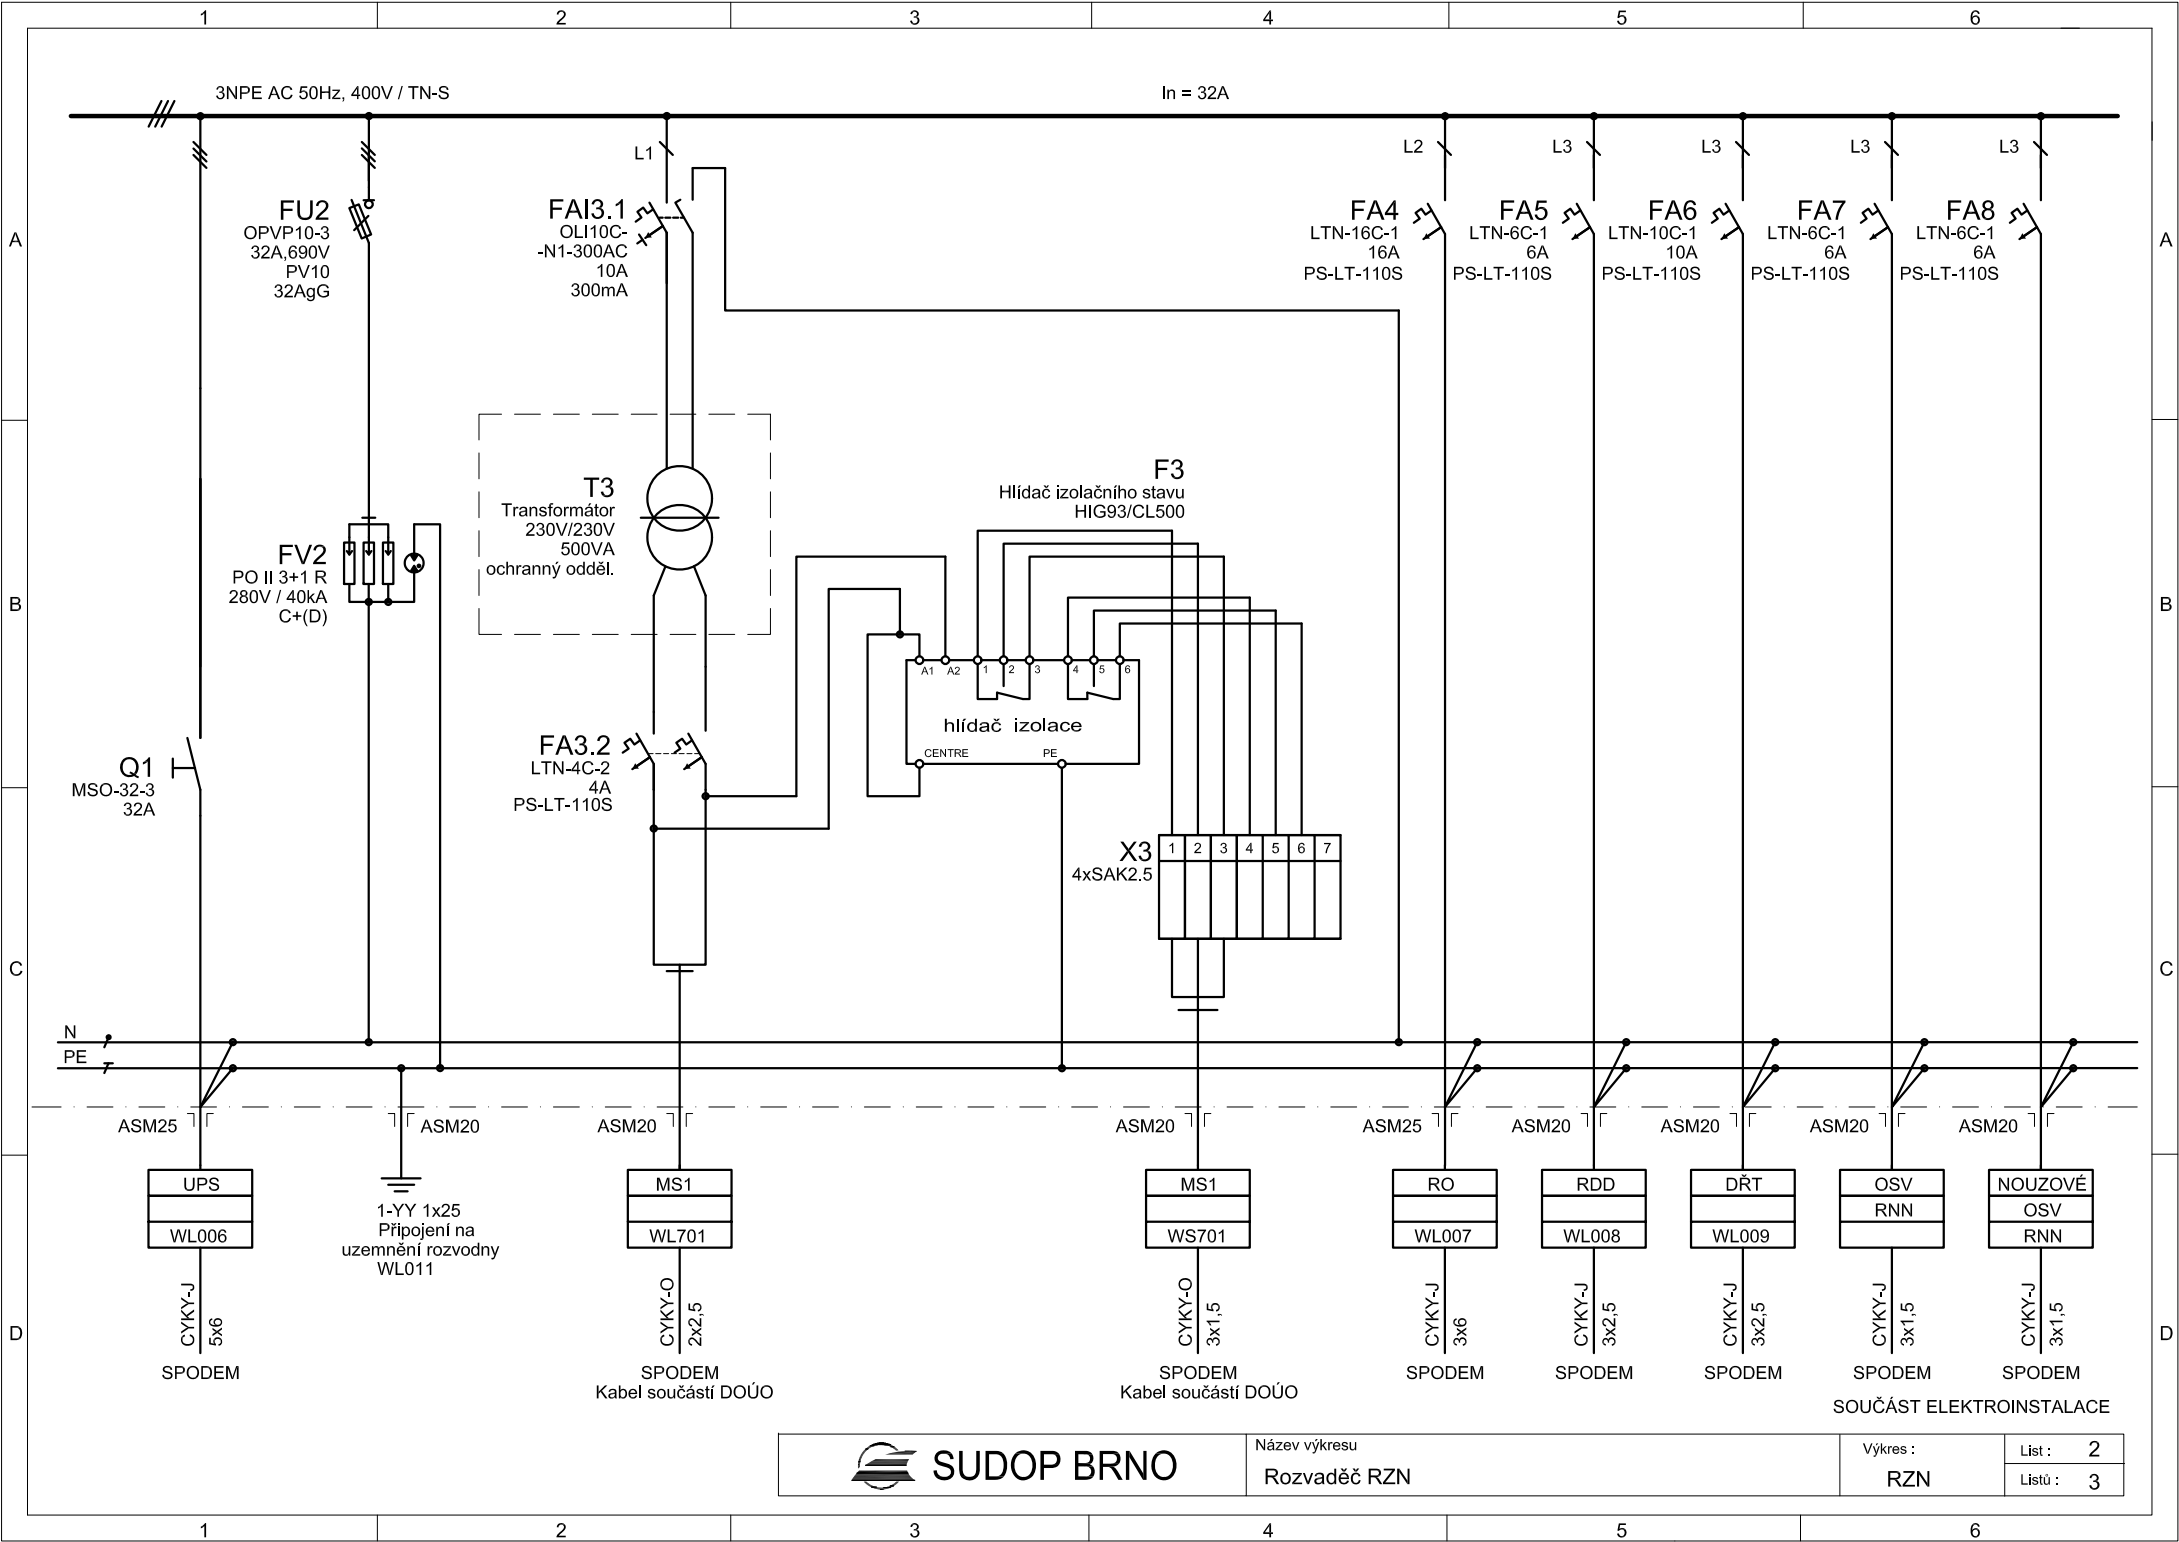 1 2 3 4 5 6
3NPE AC 50Hz, 400V / TN-S
In = 32A
L1
L2
L3
L3
L3
L3
A
A
FU2
OPVP10-3
32A,690V
PV10
32AgG
FAI3.1
OLI10C-
-N1-300AC
10A
300mA
FA4
LTN-16C-1
16A
PS-LT-110S
FA5
LTN-6C-1
6A
PS-LT-110S
FA6
LTN-10C-1
10A
PS-LT-110S
FA7
LTN-6C-1
6A
PS-LT-110S
FA8
LTN-6C-1
6A
PS-LT-110S
B
B
FV2
PO II 3+1 R
280V / 40kA
C+(D)
T3
Transformátor
230V/230V
500VA
ochranný odděl.
F3
Hlídač izolačního stavu
HIG93/CL500
A1 A2 1 2 3 4 5 6
hlídač izolace
CENTRE
PE
Q1
MSO-32-3
32A
FA3.2
LTN-4C-2
4A
PS-LT-110S
X3
4xSAK2.5
1 2 3 4 5 6 7
C
C
N
PE
ASM25
ASM20
ASM20
ASM20
ASM25
ASM20
ASM20
ASM20
ASM20
UPS
WL006
1-YY 1x25
Připojení na
uzemnění rozvodny
WL011
MS1
WL701
MS1
WS701
RO
WL007
RDD
WL008
DŘT
WL009
OSV
RNN
NOUZOVÉ
OSV
RNN
D
D
CYKY-J
5x6
CYKY-O
2x2,5
CYKY-O
3x1,5
CYKY-J
3x6
CYKY-J
3x2,5
CYKY-J
3x2,5
CYKY-J
3x1,5
CYKY-J
3x1,5
SPODEM
SPODEM
Kabel součástí DOÚO
SPODEM
Kabel součástí DOÚO
SPODEM
SPODEM
SPODEM
SPODEM
SPODEM
SOUČÁST ELEKTROINSTALACE
SUDOP BRNO
Název výkresu
Rozvaděč RZN
Výkres :
RZN
List : 2
Listů : 3
1 2 3 4 5 6